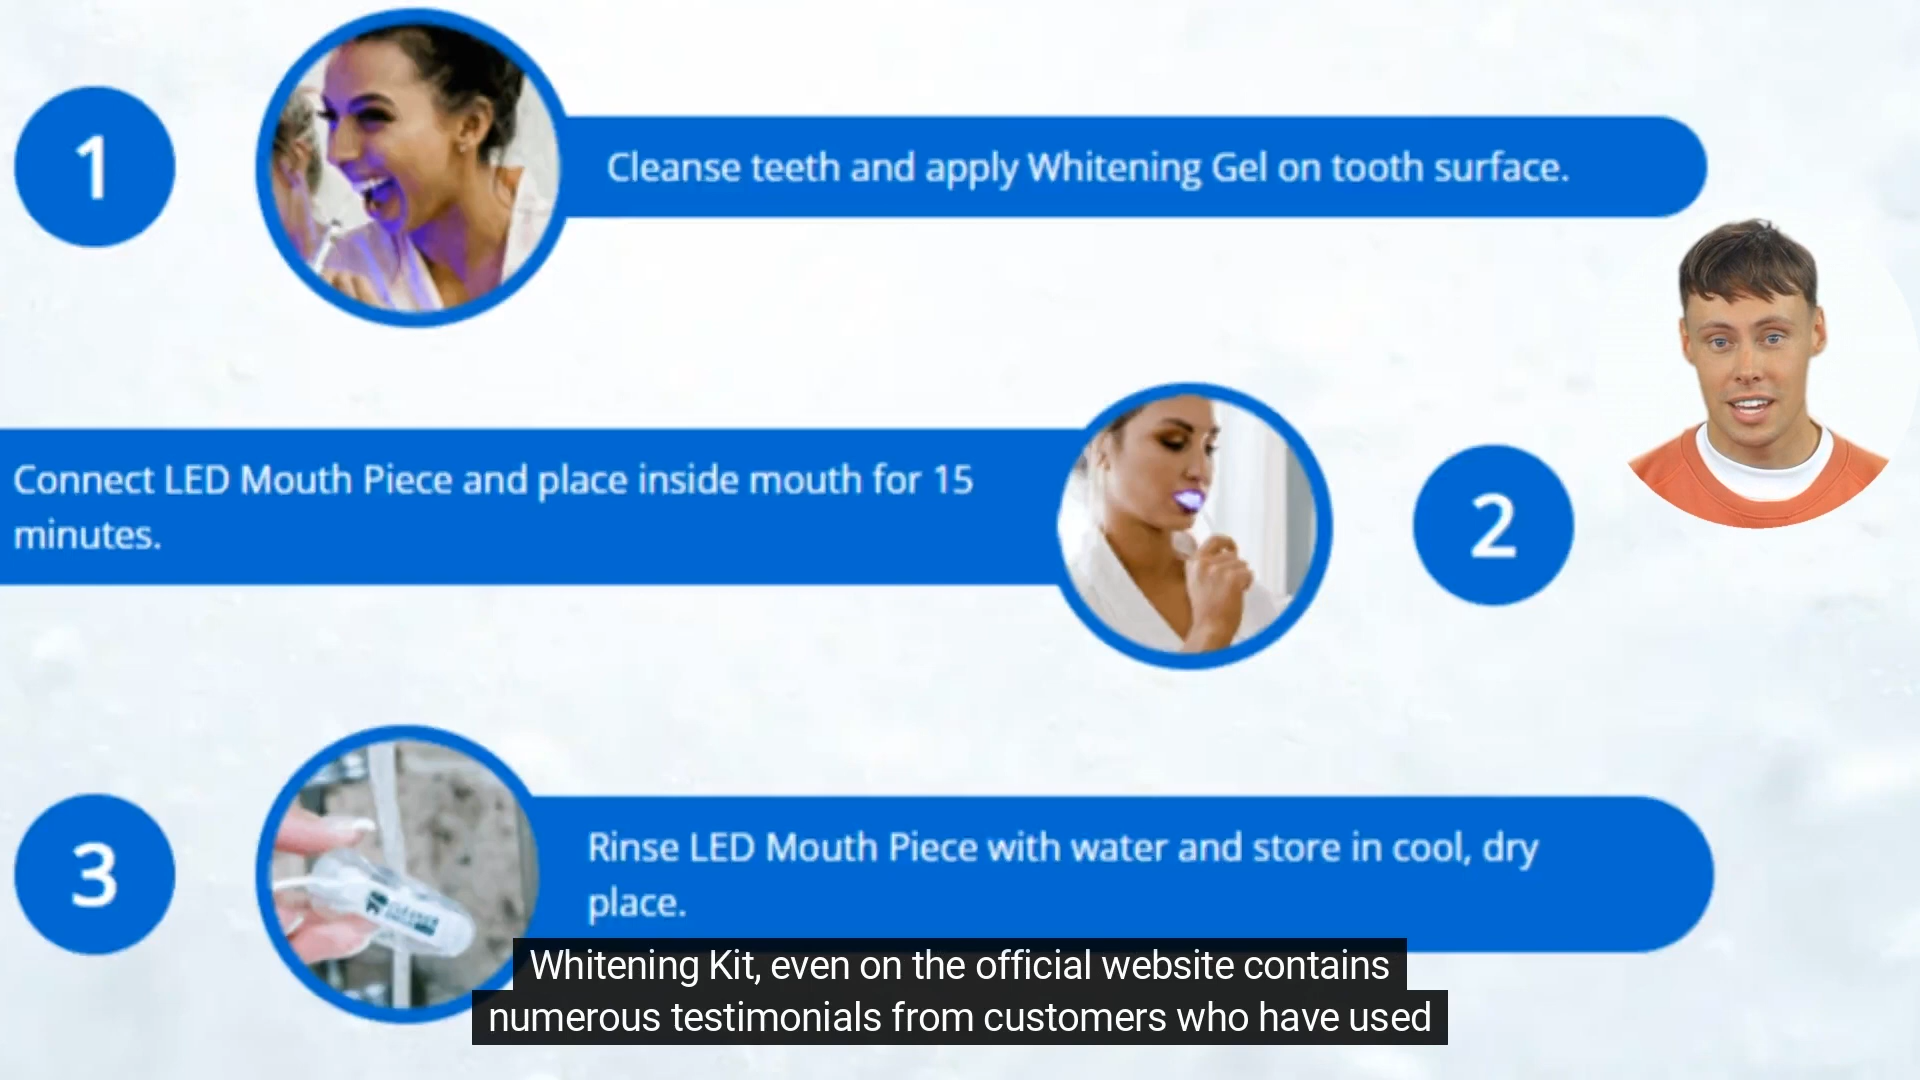 1
Cleanse teeth and apply Whitening Gel on tooth surface.
Connect LED Mouth Piece and place inside mouth for 15
minutes.
2
3
Rinse LED Mouth Piece with water and store in cool, dry
place.
Whitening Kit, even on the official website contains
numerous testimonials from customers who have used